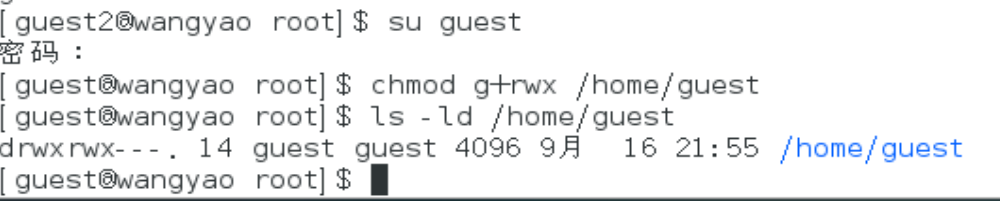 [guest2@wangyao root]$ su guest
密码：
[guest@wangyao root]$ chmod g+rwx /home/guest
[guest@wangyao root]$ ls -ld /home/guest
drwxrwx---. 14 guest guest 4096 9月  16 21:55 /home/guest
[guest@wangyao root]$